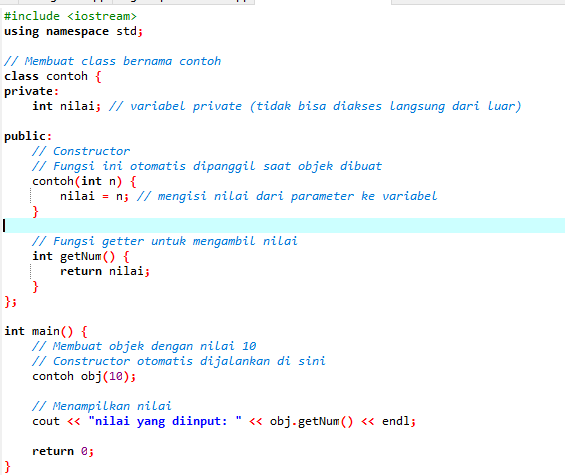 #include <iostream>
using namespace std;

// Membuat class bernama contoh
class contoh {
private:
    int nilai; // variabel private (tidak bisa diakses langsung dari luar)

public:
    // Constructor
    // Fungsi ini otomatis dipanggil saat objek dibuat
    contoh(int n) {
        nilai = n; // mengisi nilai dari parameter ke variabel
    }

    // Fungsi getter untuk mengambil nilai
    int getNum() {
        return nilai;
    }
};

int main() {
    // Membuat objek dengan nilai 10
    // Constructor otomatis dijalankan di sini
    contoh obj(10);

    // Menampilkan nilai
    cout << "nilai yang diinput: " << obj.getNum() << endl;

    return 0;
}